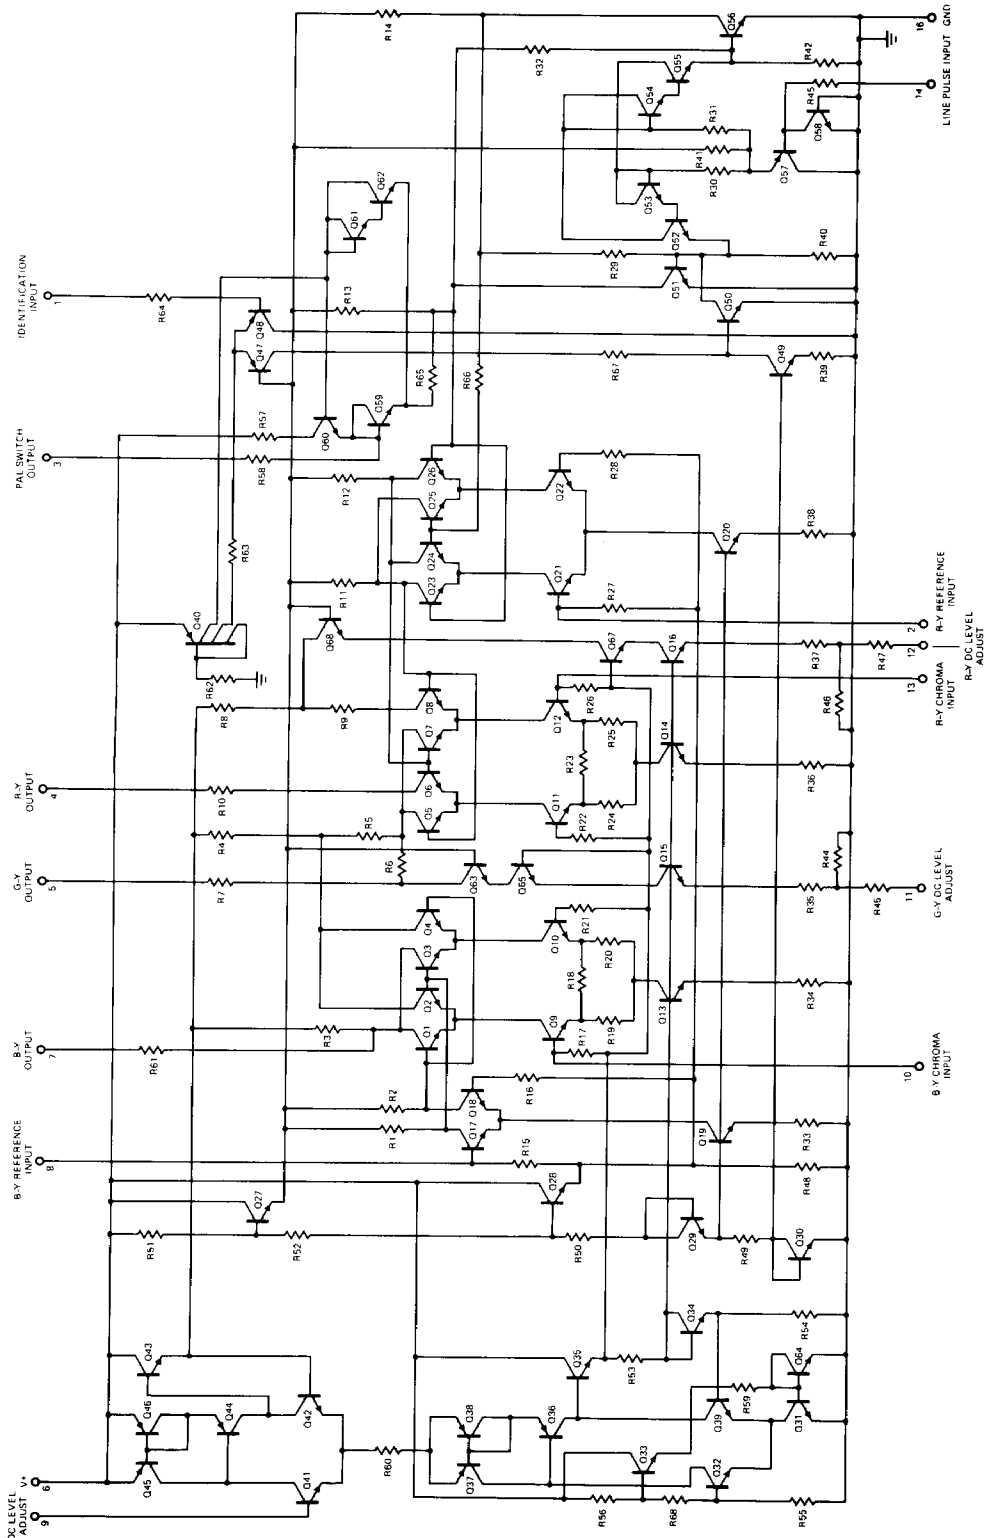 DC LEVEL
ADJUST
9
V+
6
B-Y REFERENCE
INPUT
8
B-Y
OUTPUT
7
G-Y
OUTPUT
5
R-Y
OUTPUT
4
PAL SWITCH
OUTPUT
3
IDENTIFICATION
INPUT
1
Q45
Q46
Q43
Q44
Q41
Q42
R60
Q37
Q38
Q36
Q35
R53
Q33
Q32
Q39
R59
Q31
Q64
Q34
R54
R56
R68
R55
R51
Q27
R52
Q28
R50
Q29
R49
Q30
R48
R15
R1
R2
Q17
Q18
R16
Q19
R33
R61
R3
Q1
Q2
Q3
Q4
Q9
Q10
R17
R18
R19
R20
R21
Q13
R34
R7
R4
R5
R6
Q63
Q65
Q15
R35
R44
R45
R10
Q5
Q6
Q7
Q8
Q11
Q12
R22
R23
R24
R25
R26
Q14
R36
R8
R9
R62
Q40
R63
Q68
Q67
Q16
R37
R46
R47
R11
R12
Q23
Q24
Q25
Q26
Q21
Q22
R27
R28
Q20
R38
R57
R58
Q60
Q59
R65
R66
R13
R64
Q47
Q48
Q61
Q62
R67
Q49
R39
Q50
Q51
R29
Q52
Q53
R40
R30
R41
R31
Q54
Q55
Q57
Q58
R45
R42
R32
R14
Q56
10
B-Y CHROMA
INPUT
11
G-Y DC LEVEL
ADJUST
13
R-Y CHROMA
INPUT
12
R-Y DC LEVEL
ADJUST
2
R-Y REFERENCE
INPUT
14
LINE PULSE INPUT
16
GND